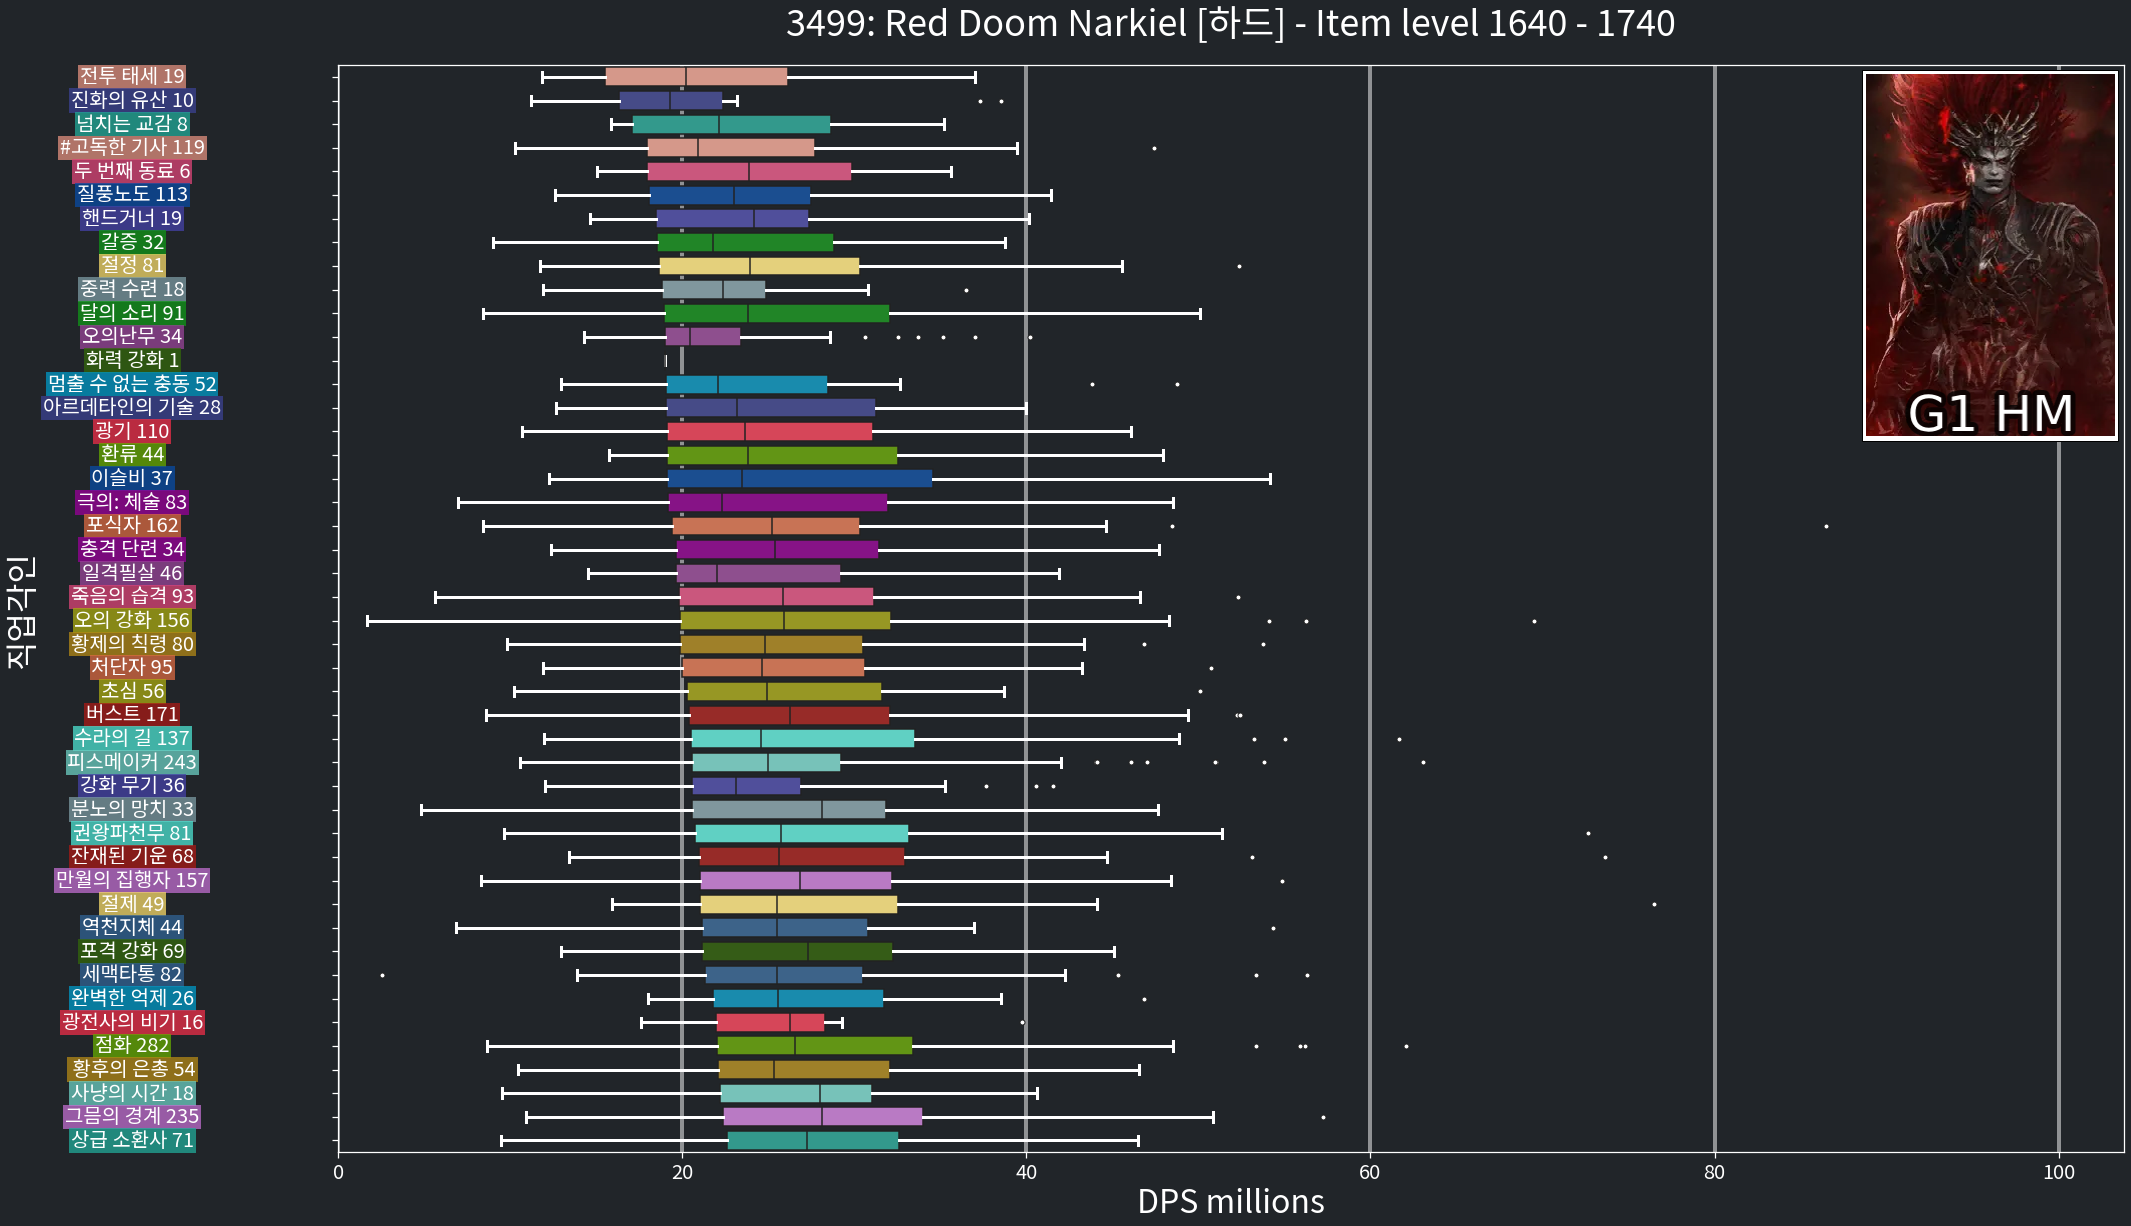 3499: Red Doom Narkiel [하드] - Item level 1640 - 1740
직업각인
전투 태세 19
진화의 유산 10
넘치는 교감 8
#고독한 기사 119
두 번째 동료 6
질풍노도 113
핸드거너 19
갈증 32
절정 81
중력 수련 18
달의 소리 91
오의난무 34
화력 강화 1
멈출 수 없는 충동 52
아르데타인의 기술 28
광기 110
환류 44
이슬비 37
극의: 체술 83
포식자 162
충격 단련 34
일격필살 46
죽음의 습격 93
오의 강화 156
황제의 칙령 80
처단자 95
초심 56
버스트 171
수라의 길 137
피스메이커 243
강화 무기 36
분노의 망치 33
권왕파천무 81
잔재된 기운 68
만월의 집행자 157
절제 49
역천지체 44
포격 강화 69
세맥타통 82
완벽한 억제 26
광전사의 비기 16
점화 282
황후의 은총 54
사냥의 시간 18
그믐의 경계 235
상급 소환사 71
G1 HM
0 20 40 60 80 100
DPS millions